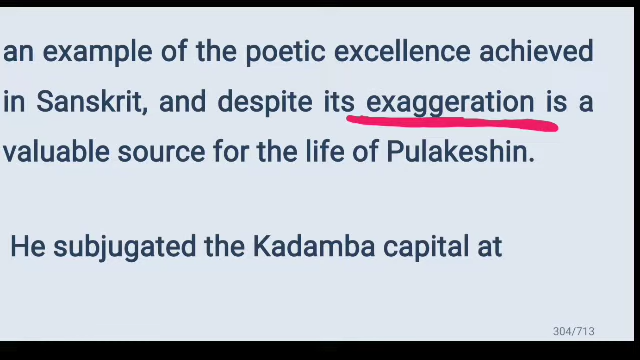 an example of the poetic excellence achieved
in Sanskrit, and despite its exaggeration is a
valuable source for the life of Pulakeshin.
He subjugated the Kadamba capital at
304/713